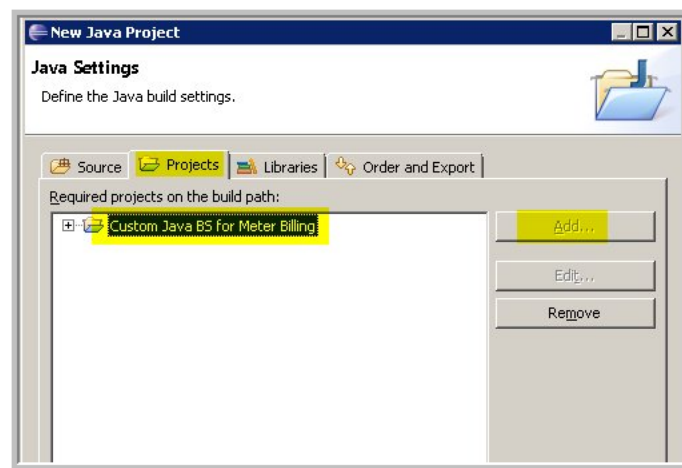 New Java Project
Java Settings
Define the Java build settings.
Source Projects Libraries Order and Export
Required projects on the build path:
Custom Java BS for Meter Billing
Add...
Edit...
Remove